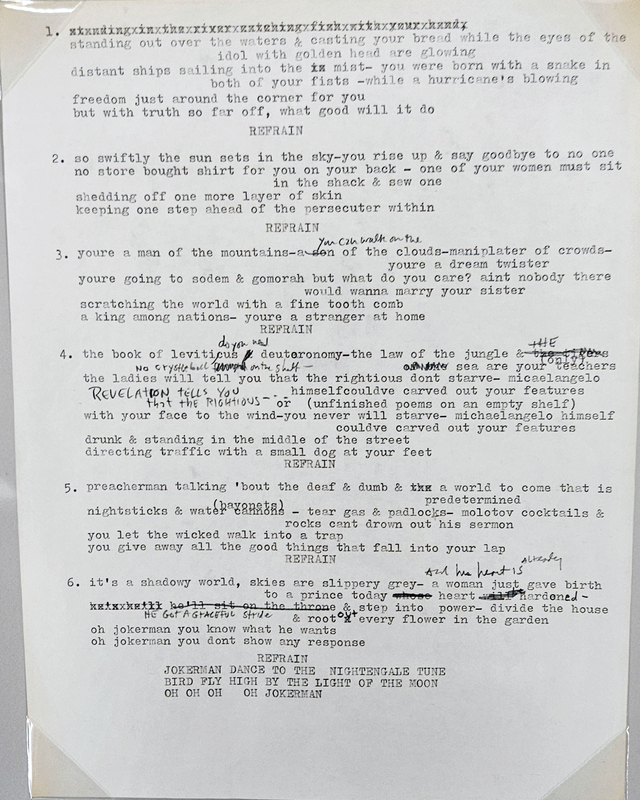 1. standing in the river catching fish with your hand,
standing out over the waters & casting your bread while the eyes of the
idol with golden head are glowing
distant ships sailing into the is mist- you were born with a snake in
both of your fists -while a hurricane's blowing
freedom just around the corner for you
but with truth so far off, what good will it do
REFRAIN
2. so swiftly the sun sets in the sky-you rise up & say goodbye to no one
no store bought shirt for you on your back - one of your women must sit
in the shack & sew one
shedding off one more layer of skin
keeping one step ahead of the persecuter within
REFRAIN
you can walk on the
3. youre a man of the mountains-a son of the clouds-maniplater of crowds-
youre a dream twister
youre going to sodem & gomorah but what do you care? aint nobody there
would wanna marry your sister
scratching the world with a fine tooth comb
a king among nations- youre a stranger at home
REFRAIN
do you need THE
4. the book of leviticus deuteronomy-the law of the jungle &
NO crystal ball on the shelf - sea are your (only) teachers
the ladies will tell you that the rightious dont starve- micaelangelo
REVELATION TELLS YOU -- himselfcouldve carved out your features
that the RIGHTIOUS -- or (unfinished poems on an empty shelf)
with your face to the wind-you never will starve- michaelangelo himself
couldve carved out your features
drunk & standing in the middle of the street
directing traffic with a small dog at your feet
REFRAIN
5. preacherman talking 'bout the deaf & dumb & the a world to come that is
predetermined
(bayonets)
nightsticks & water cannons - tear gas & padlocks- molotov cocktails &
rocks cant drown out his sermon
you let the wicked walk into a trap
you give away all the good things that fall into your lap
REFRAIN
and his heart IS already
6. it's a shadowy world, skies are slippery grey- a woman just gave birth
to a prince today whose heart will hardened-
he'll sit on the throne & step into power- divide the house
HE GOT A GRACEFUL STRIDE & root out every flower in the garden
oh jokerman you know what he wants
oh jokerman you dont show any response
REFRAIN
JOKERMAN DANCE TO THE NIGHTENGALE TUNE
BIRD FLY HIGH BY THE LIGHT OF THE MOON
OH OH OH OH JOKERMAN